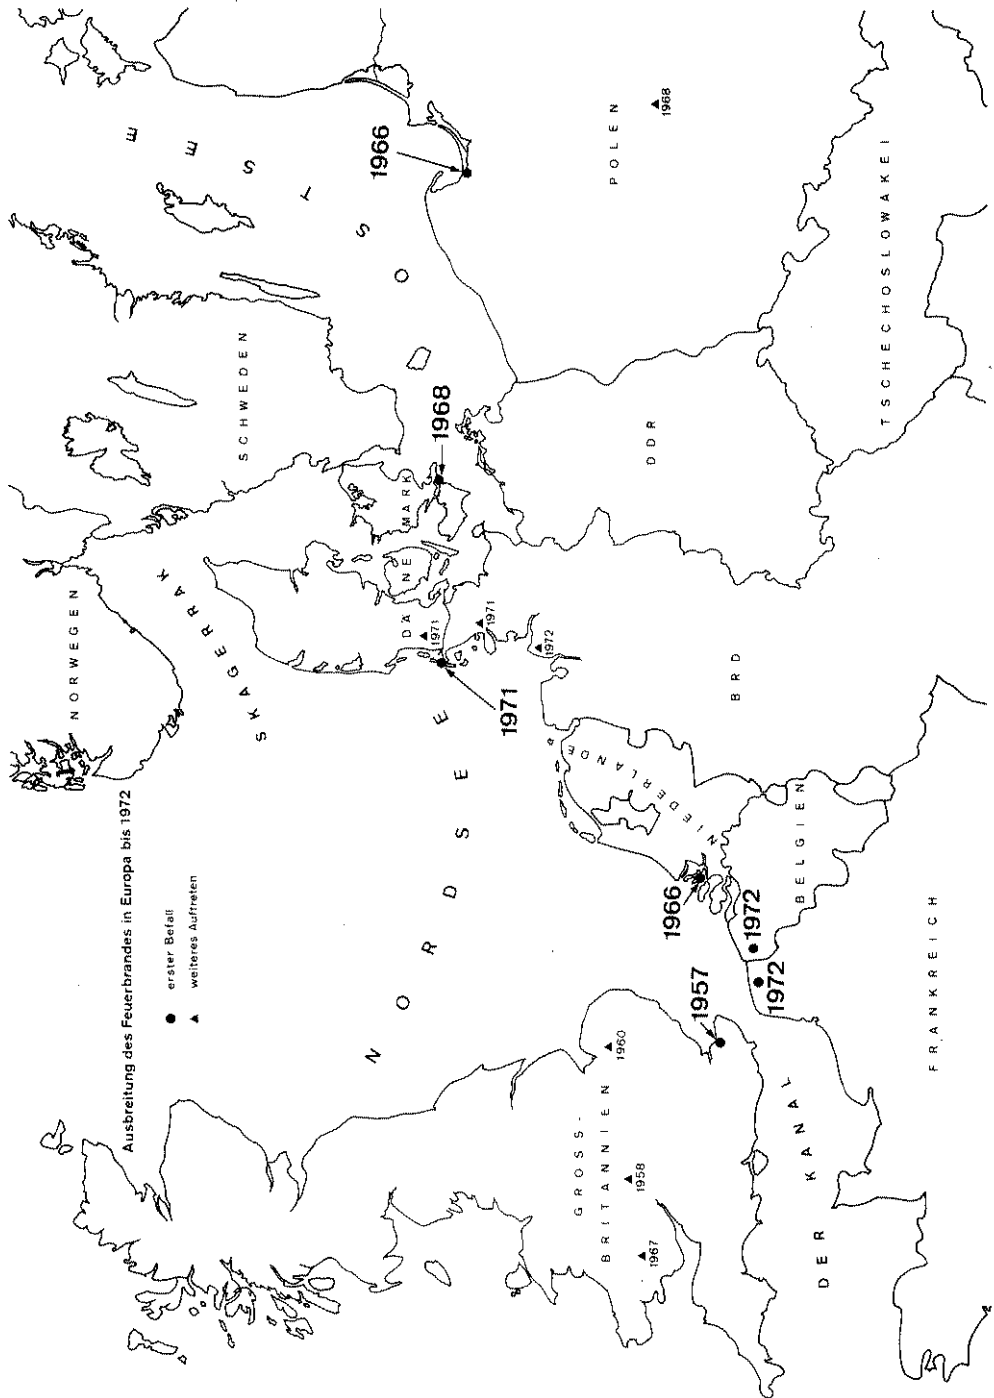 Ausbreitung des Feuerbrandes in Europa bis 1972
● erster Befall
▲ weiteres Auftreten
NORWEGEN
SCHWEDEN
SKAGERRAK
OSTSEE
NORDSEE
DÄNEMARK
1971
1971
1971
1972
1968
1966
POLEN
1968
DDR
BRD
TSCHECHOSLOWAKEI
NIEDERLANDE
1966
BELGIEN
1972
1972
FRANKREICH
GROSS-
BRITANNIEN
1960
1958
1967
1957
DER KANAL